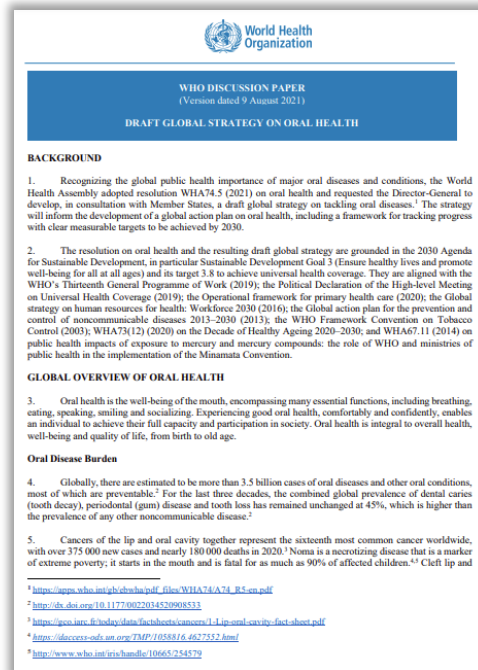 World Health
Organization
WHO DISCUSSION PAPER
(Version dated 9 August 2021)
DRAFT GLOBAL STRATEGY ON ORAL HEALTH
BACKGROUND
1. Recognizing the global public health importance of major oral diseases and conditions, the World
Health Assembly adopted resolution WHA74.5 (2021) on oral health and requested the Director-General to
develop, in consultation with Member States, a draft global strategy on tackling oral diseases.¹ The strategy
will inform the development of a global action plan on oral health, including a framework for tracking progress
with clear measurable targets to be achieved by 2030.
2. The resolution on oral health and the resulting draft global strategy are grounded in the 2030 Agenda
for Sustainable Development, in particular Sustainable Development Goal 3 (Ensure healthy lives and promote
well-being for all at all ages) and its target 3.8 to achieve universal health coverage. They are aligned with the
WHO's Thirteenth General Programme of Work (2019); the Political Declaration of the High-level Meeting
on Universal Health Coverage (2019); the Operational framework for primary health care (2020); the Global
strategy on human resources for health: Workforce 2030 (2016); the Global action plan for the prevention
and control of noncommunicable diseases 2013–2030 (2013); the WHO Framework Convention on Tobacco
Control (2003); WHA73(12) (2020) on the Decade of Healthy Ageing 2020–2030; and WHA67.11 (2014) on
public health impacts of exposure to mercury and mercury compounds: the role of WHO and ministries of
public health in the implementation of the Minamata Convention.
GLOBAL OVERVIEW OF ORAL HEALTH
3. Oral health is the well-being of the mouth, encompassing many essential functions, including breathing,
eating, speaking, smiling and socializing. Experiencing good oral health, comfortably and confidently, enables
an individual to achieve their full capacity and participation in society. Oral health is integral to overall health,
well-being and quality of life, from birth to old age.
Oral Disease Burden
4. Globally, there are estimated to be more than 3.5 billion cases of oral diseases and other oral conditions,
most of which are preventable.² For the last three decades, the combined global prevalence of dental caries
(tooth decay), periodontal (gum) disease and tooth loss has remained unchanged at 45%, which is higher than
the prevalence of any other noncommunicable disease.²
5. Cancers of the lip and oral cavity together represent the sixteenth most common cancer worldwide,
with over 375 000 new cases and nearly 180 000 deaths in 2020.³ Noma is a necrotizing disease that is a marker
of extreme poverty; it starts in the mouth and is fatal for as much as 90% of affected children.⁴,⁵ Cleft lip and
¹ https://apps.who.int/gb/ebwha/pdf_files/WHA74/A74_R5-en.pdf
² http://dx.doi.org/10.1177/0022034520908533
³ https://gco.iarc.fr/today/data/factsheets/cancers/1-Lip-oral-cavity-fact-sheet.pdf
⁴ https://daccess-ods.un.org/TMP/1058816.4627552.html
⁵ http://www.who.int/iris/handle/10665/254579